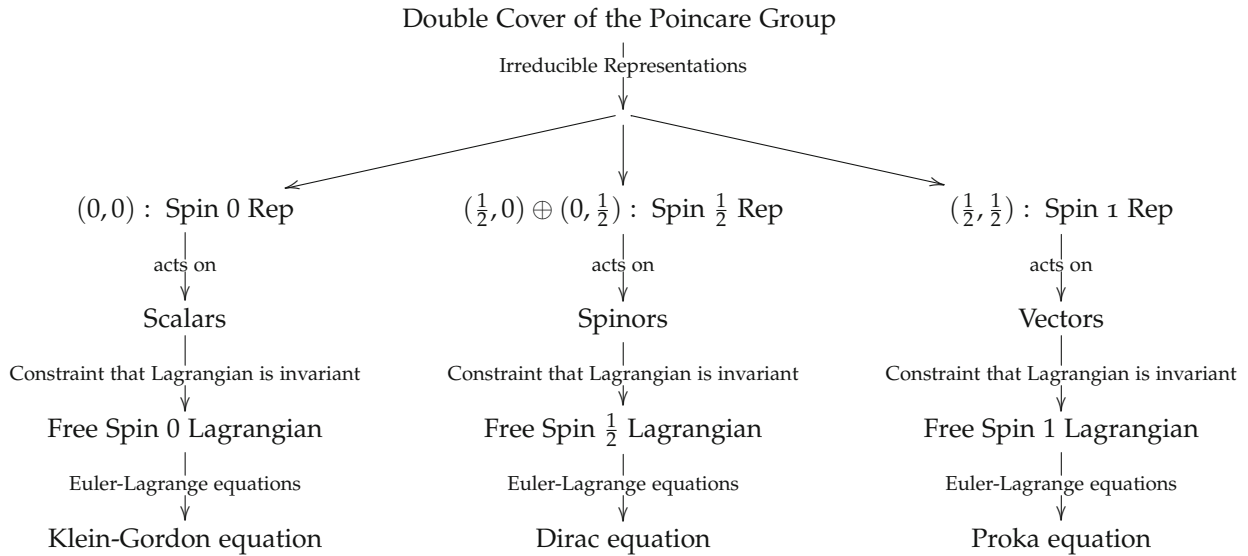 Double Cover of the Poincare Group
Irreducible Representations
(0, 0) : Spin 0 Rep
(1/2, 0) ⊕ (0, 1/2) : Spin 1/2 Rep
(1/2, 1/2) : Spin 1 Rep
acts on
acts on
acts on
Scalars
Spinors
Vectors
Constraint that Lagrangian is invariant
Constraint that Lagrangian is invariant
Constraint that Lagrangian is invariant
Free Spin 0 Lagrangian
Free Spin 1/2 Lagrangian
Free Spin 1 Lagrangian
Euler-Lagrange equations
Euler-Lagrange equations
Euler-Lagrange equations
Klein-Gordon equation
Dirac equation
Proka equation